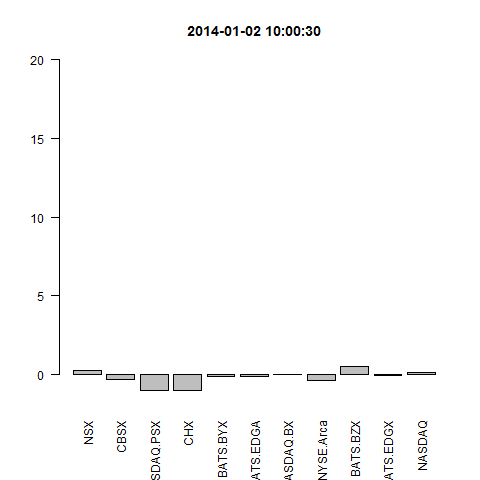 2014-01-02 10:00:30
20
15
10
5
0
NSX
CBSX
SDAQ.PSX
CHX
BATS.BYX
ATS.EDGA
ASDAQ.BX
NYSE.Arca
BATS.BZX
ATS.EDGX
NASDAQ